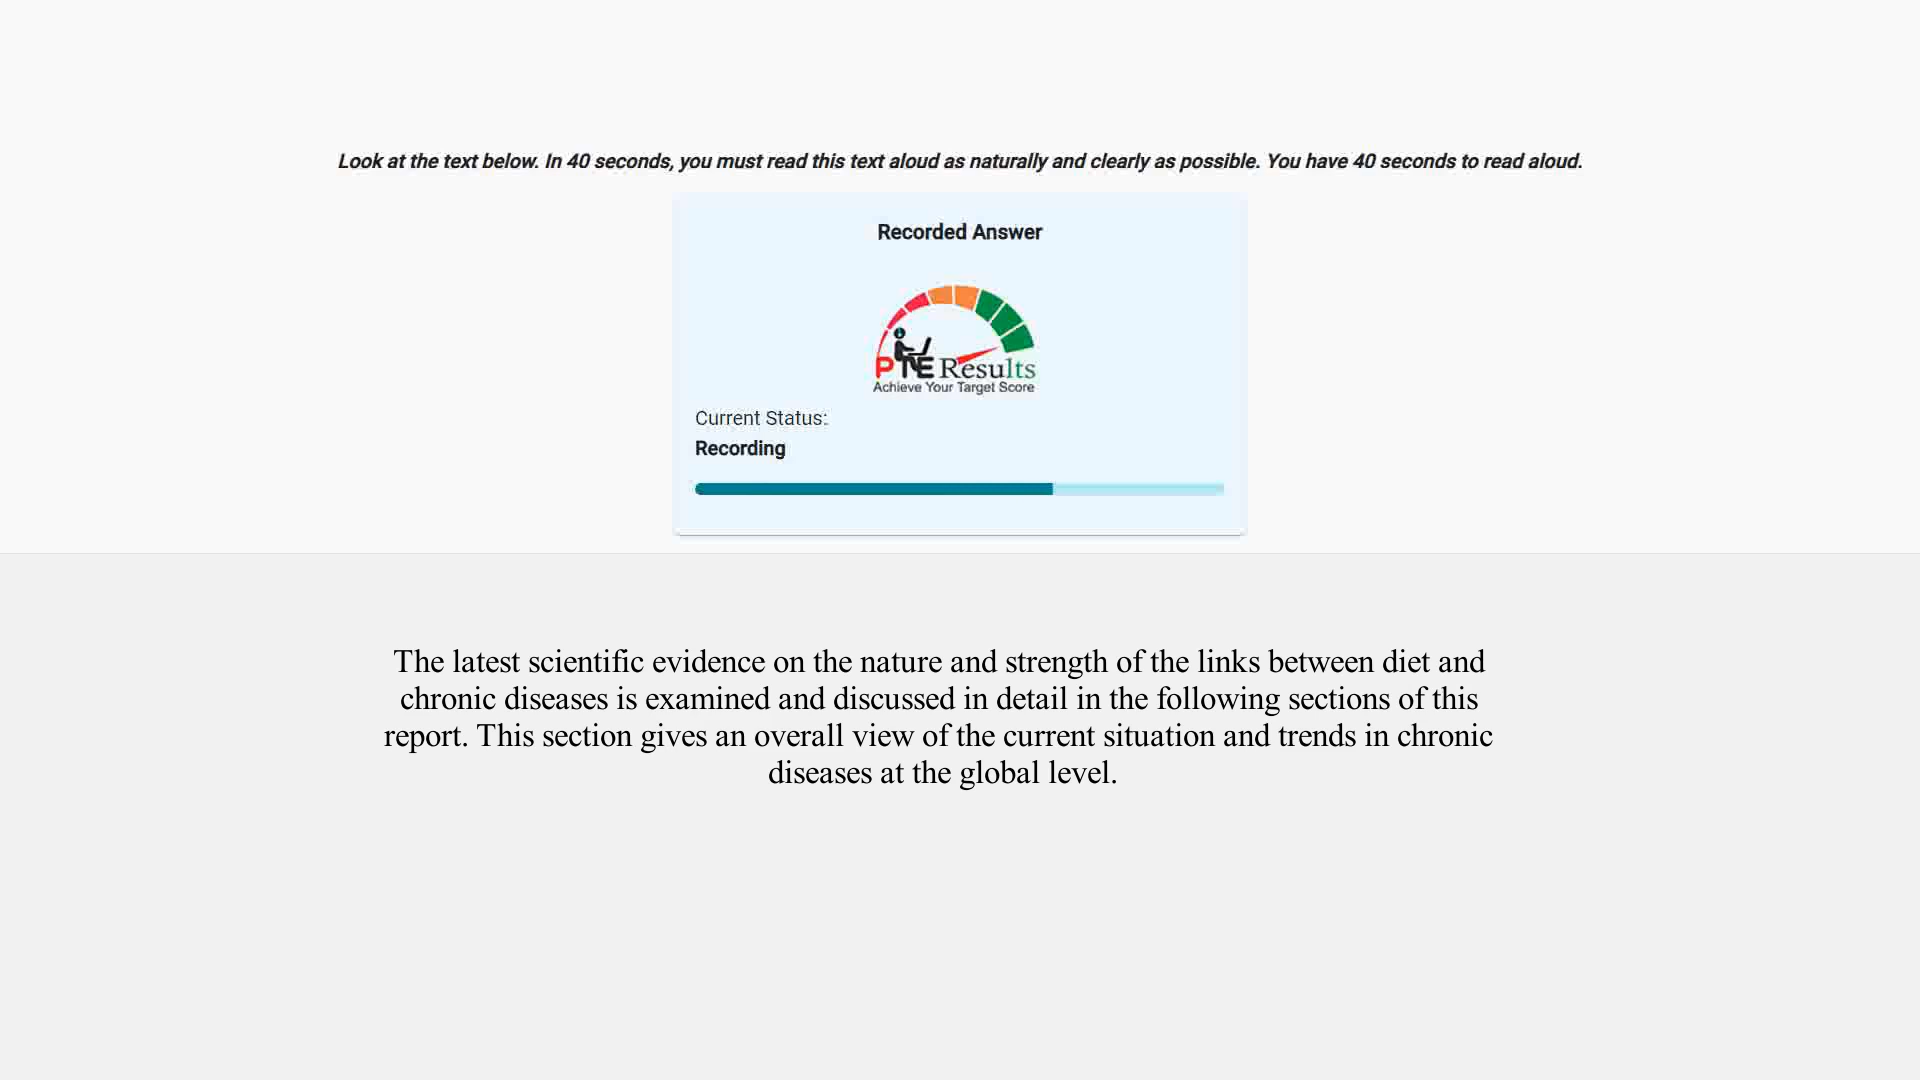 Look at the text below. In 40 seconds, you must read this text aloud as naturally and clearly as possible. You have 40 seconds to read aloud.
Recorded Answer
PTE Results
Achieve Your Target Score
Current Status:
Recording
The latest scientific evidence on the nature and strength of the links between diet and
chronic diseases is examined and discussed in detail in the following sections of this
report. This section gives an overall view of the current situation and trends in chronic
diseases at the global level.